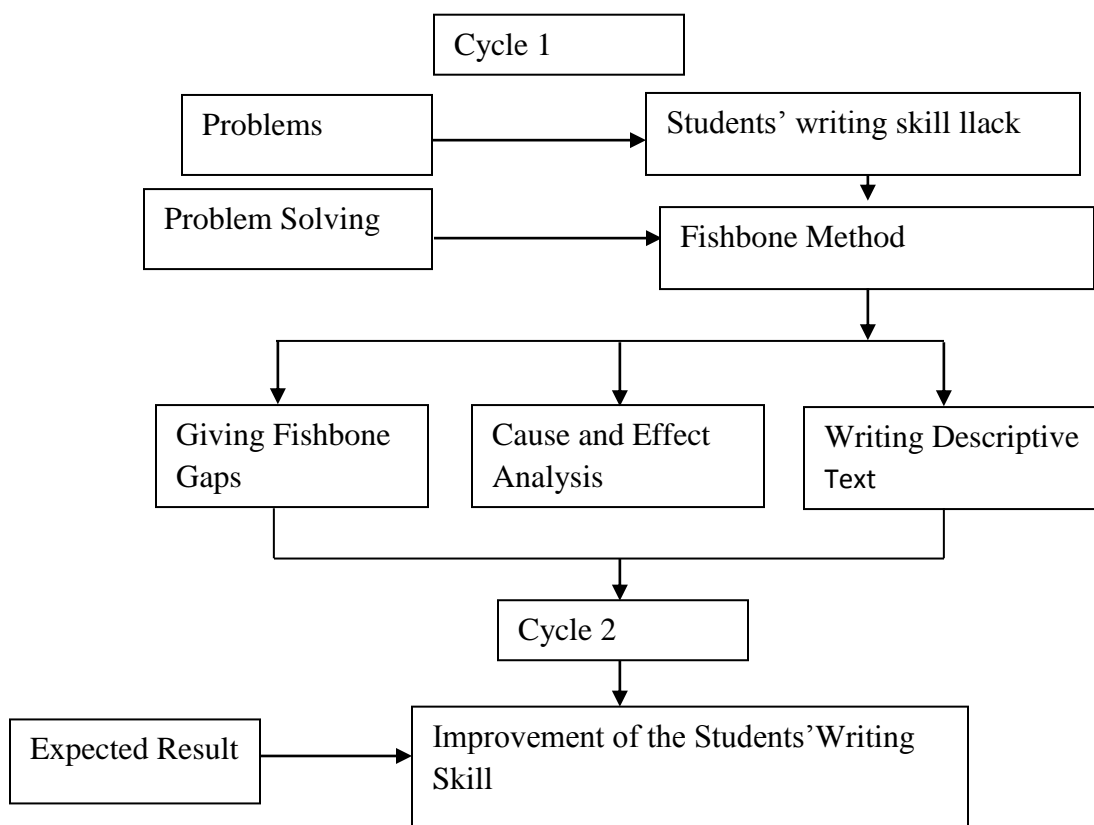 Cycle 1
Problems
Students’ writing skill llack
Problem Solving
Fishbone Method
Giving Fishbone
Gaps
Cause and Effect
Analysis
Writing Descriptive
Text
Cycle 2
Expected Result
Improvement of the Students’Writing
Skill